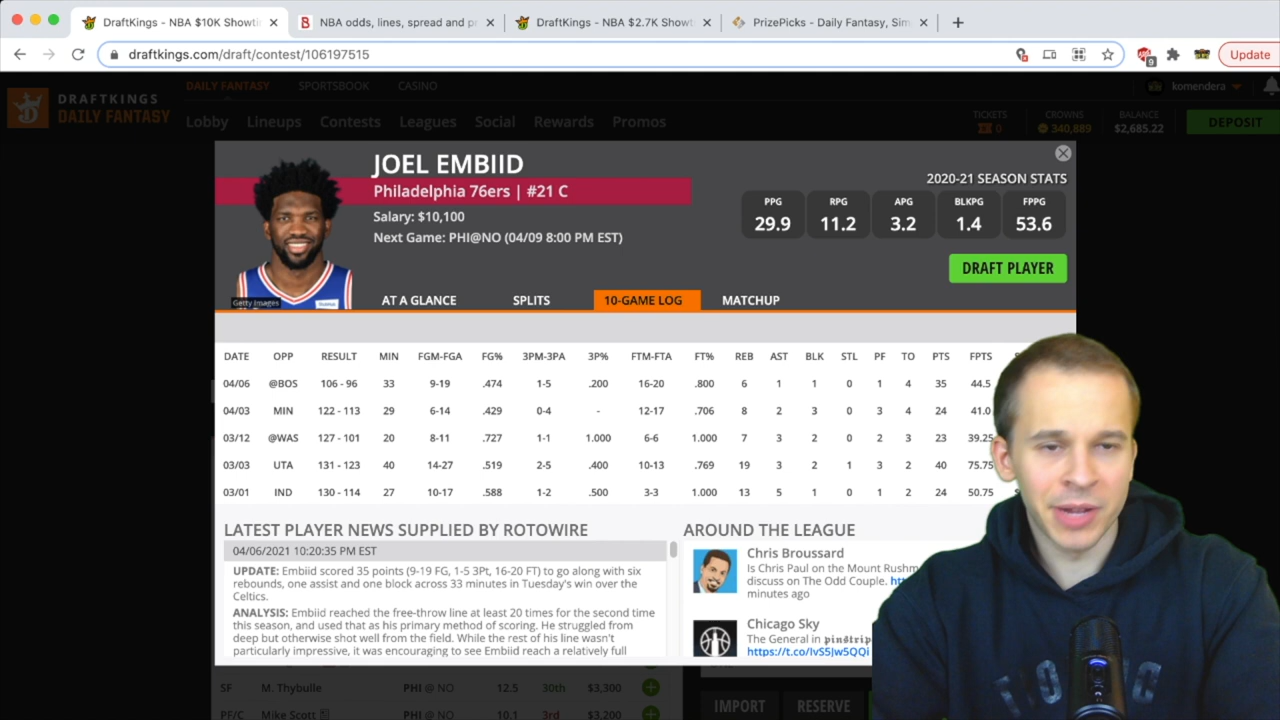 DraftKings - NBA $10K Showti
NBA odds, lines, spread and pr
DraftKings - NBA $2.7K Showt
PrizePicks - Daily Fantasy, Sim
draftkings.com/draft/contest/106197515
9
Update
DRAFTKINGS
DAILY FANTASY
DAILY FANTASY SPORTSBOOK CASINO
komendera
Lobby Lineups Contests Leagues Social Rewards Promos
TICKETS
0
CROWNS
340,889
BALANCE
$2,685.22
DEPOSIT
JOEL EMBIID
Philadelphia 76ers | #21 C
Salary: $10,100
Next Game: PHI@NO (04/09 8:00 PM EST)
Getty Images
2020-21 SEASON STATS
PPG RPG APG BLKPG FPPG
29.9 11.2 3.2 1.4 53.6
DRAFT PLAYER
AT A GLANCE SPLITS 10-GAME LOG MATCHUP
DATE OPP RESULT MIN FGM-FGA FG% 3PM-3PA 3P% FTM-FTA FT% REB AST BLK STL PF TO PTS FPTS
04/06 @BOS 106 - 96 33 9-19 .474 1-5 .200 16-20 .800 6 1 1 0 1 4 35 44.5
04/03 MIN 122 - 113 29 6-14 .429 0-4 - 12-17 .706 8 2 3 0 3 4 24 41.0
03/12 @WAS 127 - 101 20 8-11 .727 1-1 1.000 6-6 1.000 7 3 2 0 2 3 23 39.25
03/03 UTA 131 - 123 40 14-27 .519 2-5 .400 10-13 .769 19 3 2 1 3 2 40 75.75
03/01 IND 130 - 114 27 10-17 .588 1-2 .500 3-3 1.000 13 5 1 0 1 2 24 50.75
LATEST PLAYER NEWS SUPPLIED BY ROTOWIRE
04/06/2021 10:20:35 PM EST
UPDATE: Embiid scored 35 points (9-19 FG, 1-5 3Pt, 16-20 FT) to go along with six
rebounds, one assist and one block across 33 minutes in Tuesday's win over the
Celtics.
ANALYSIS: Embiid reached the free-throw line at least 20 times for the second time
this season, and used that as his primary method of scoring. He struggled from
deep but otherwise shot well from the field. While the rest of his line wasn't
particularly impressive, it was encouraging to see Embiid reach a relatively full
AROUND THE LEAGUE
Chris Broussard
Is Chris Paul on the Mount Rushm
discuss on The Odd Couple. ht
minutes ago
Chicago Sky
The General in pinstrip
https://t.co/IvS5Jw5QQi
SF M. Thybulle PHI @ NO 12.5 30th $3,300
PF/C Mike Scott PHI @ NO 10.1 3rd $3,200
IMPORT RESERVE